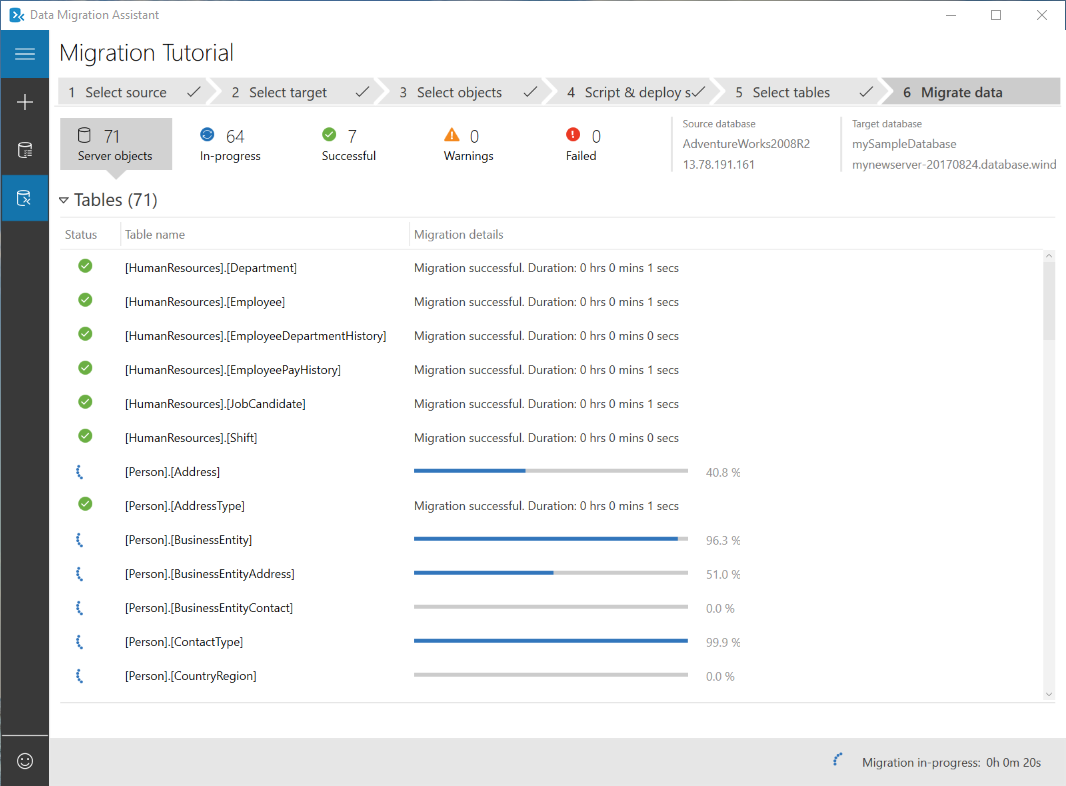 Data Migration Assistant
Migration Tutorial
1 Select source
2 Select target
3 Select objects
4 Script & deploy s
5 Select tables
6 Migrate data
71
Server objects
64
In-progress
7
Successful
0
Warnings
0
Failed
Source database
AdventureWorks2008R2
13.78.191.161
Target database
mySampleDatabase
mynewserver-20170824.database.wind
Tables (71)
Status Table name Migration details
[HumanResources].[Department] Migration successful. Duration: 0 hrs 0 mins 1 secs
[HumanResources].[Employee] Migration successful. Duration: 0 hrs 0 mins 1 secs
[HumanResources].[EmployeeDepartmentHistory] Migration successful. Duration: 0 hrs 0 mins 0 secs
[HumanResources].[EmployeePayHistory] Migration successful. Duration: 0 hrs 0 mins 1 secs
[HumanResources].[JobCandidate] Migration successful. Duration: 0 hrs 0 mins 1 secs
[HumanResources].[Shift] Migration successful. Duration: 0 hrs 0 mins 0 secs
[Person].[Address] 40.8 %
[Person].[AddressType] Migration successful. Duration: 0 hrs 0 mins 1 secs
[Person].[BusinessEntity] 96.3 %
[Person].[BusinessEntityAddress] 51.0 %
[Person].[BusinessEntityContact] 0.0 %
[Person].[ContactType] 99.9 %
[Person].[CountryRegion] 0.0 %
Migration in-progress: 0h 0m 20s